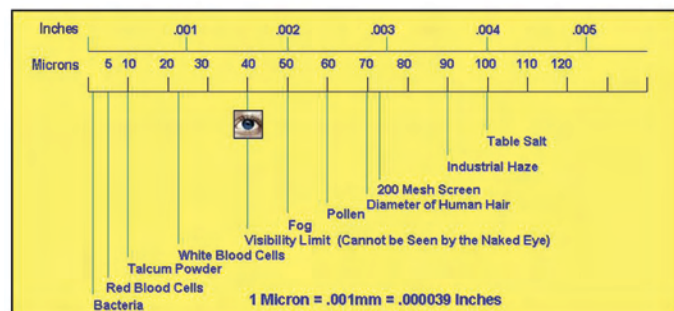 Inches .001 .002 .003 .004 .005
Microns 5 10 20 30 40 50 60 70 80 90 100 110 120
Table Salt
Industrial Haze
200 Mesh Screen
Diameter of Human Hair
Pollen
Fog
Visibility Limit (Cannot be Seen by the Naked Eye)
White Blood Cells
Talcum Powder
Red Blood Cells
Bacteria
1 Micron = .001mm = .000039 Inches